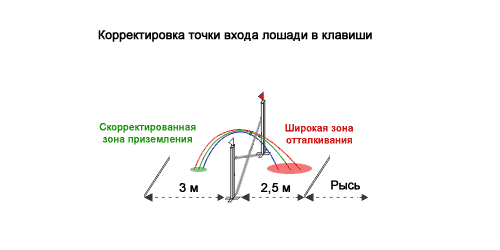 Корректировка точки входа лошади в клавиши
Скорректированная
зона приземления
Широкая зона
отталкивания
3 м
2,5 м
Рысь